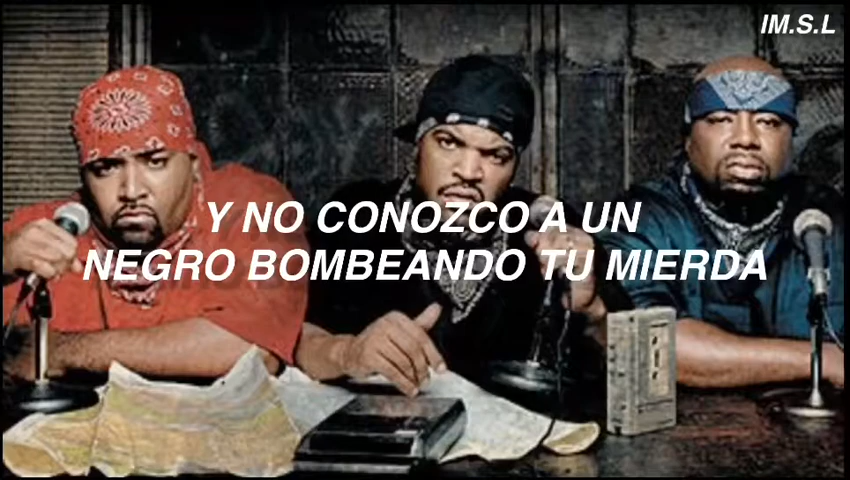 IM.S.L
Y NO CONOZCO A UN
NEGRO BOMBEANDO TU MIERDA